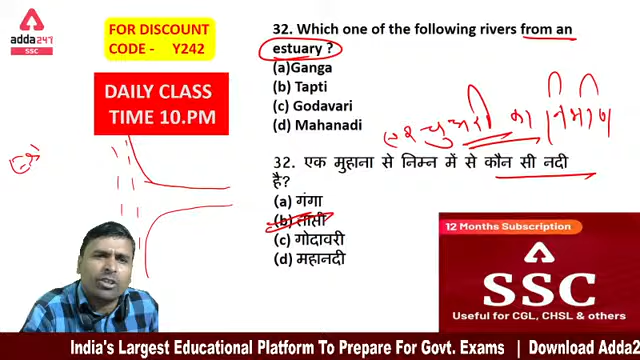 adda247
SSC
FOR DISCOUNT
CODE - Y242
DAILY CLASS
TIME 10.PM
32. Which one of the following rivers from an
estuary ?
(a)Ganga
(b) Tapti
(c) Godavari
(d) Mahanadi
का निर्माण
32. एक मुहाना से निम्न में से कौन सी नदी
है?
(a) गंगा
(b) ताप्ती
(c) गोदावरी
(d) महानदी
12 Months Subscription
SSC
Useful for CGL, CHSL & others
India's Largest Educational Platform To Prepare For Govt. Exams | Download Adda2